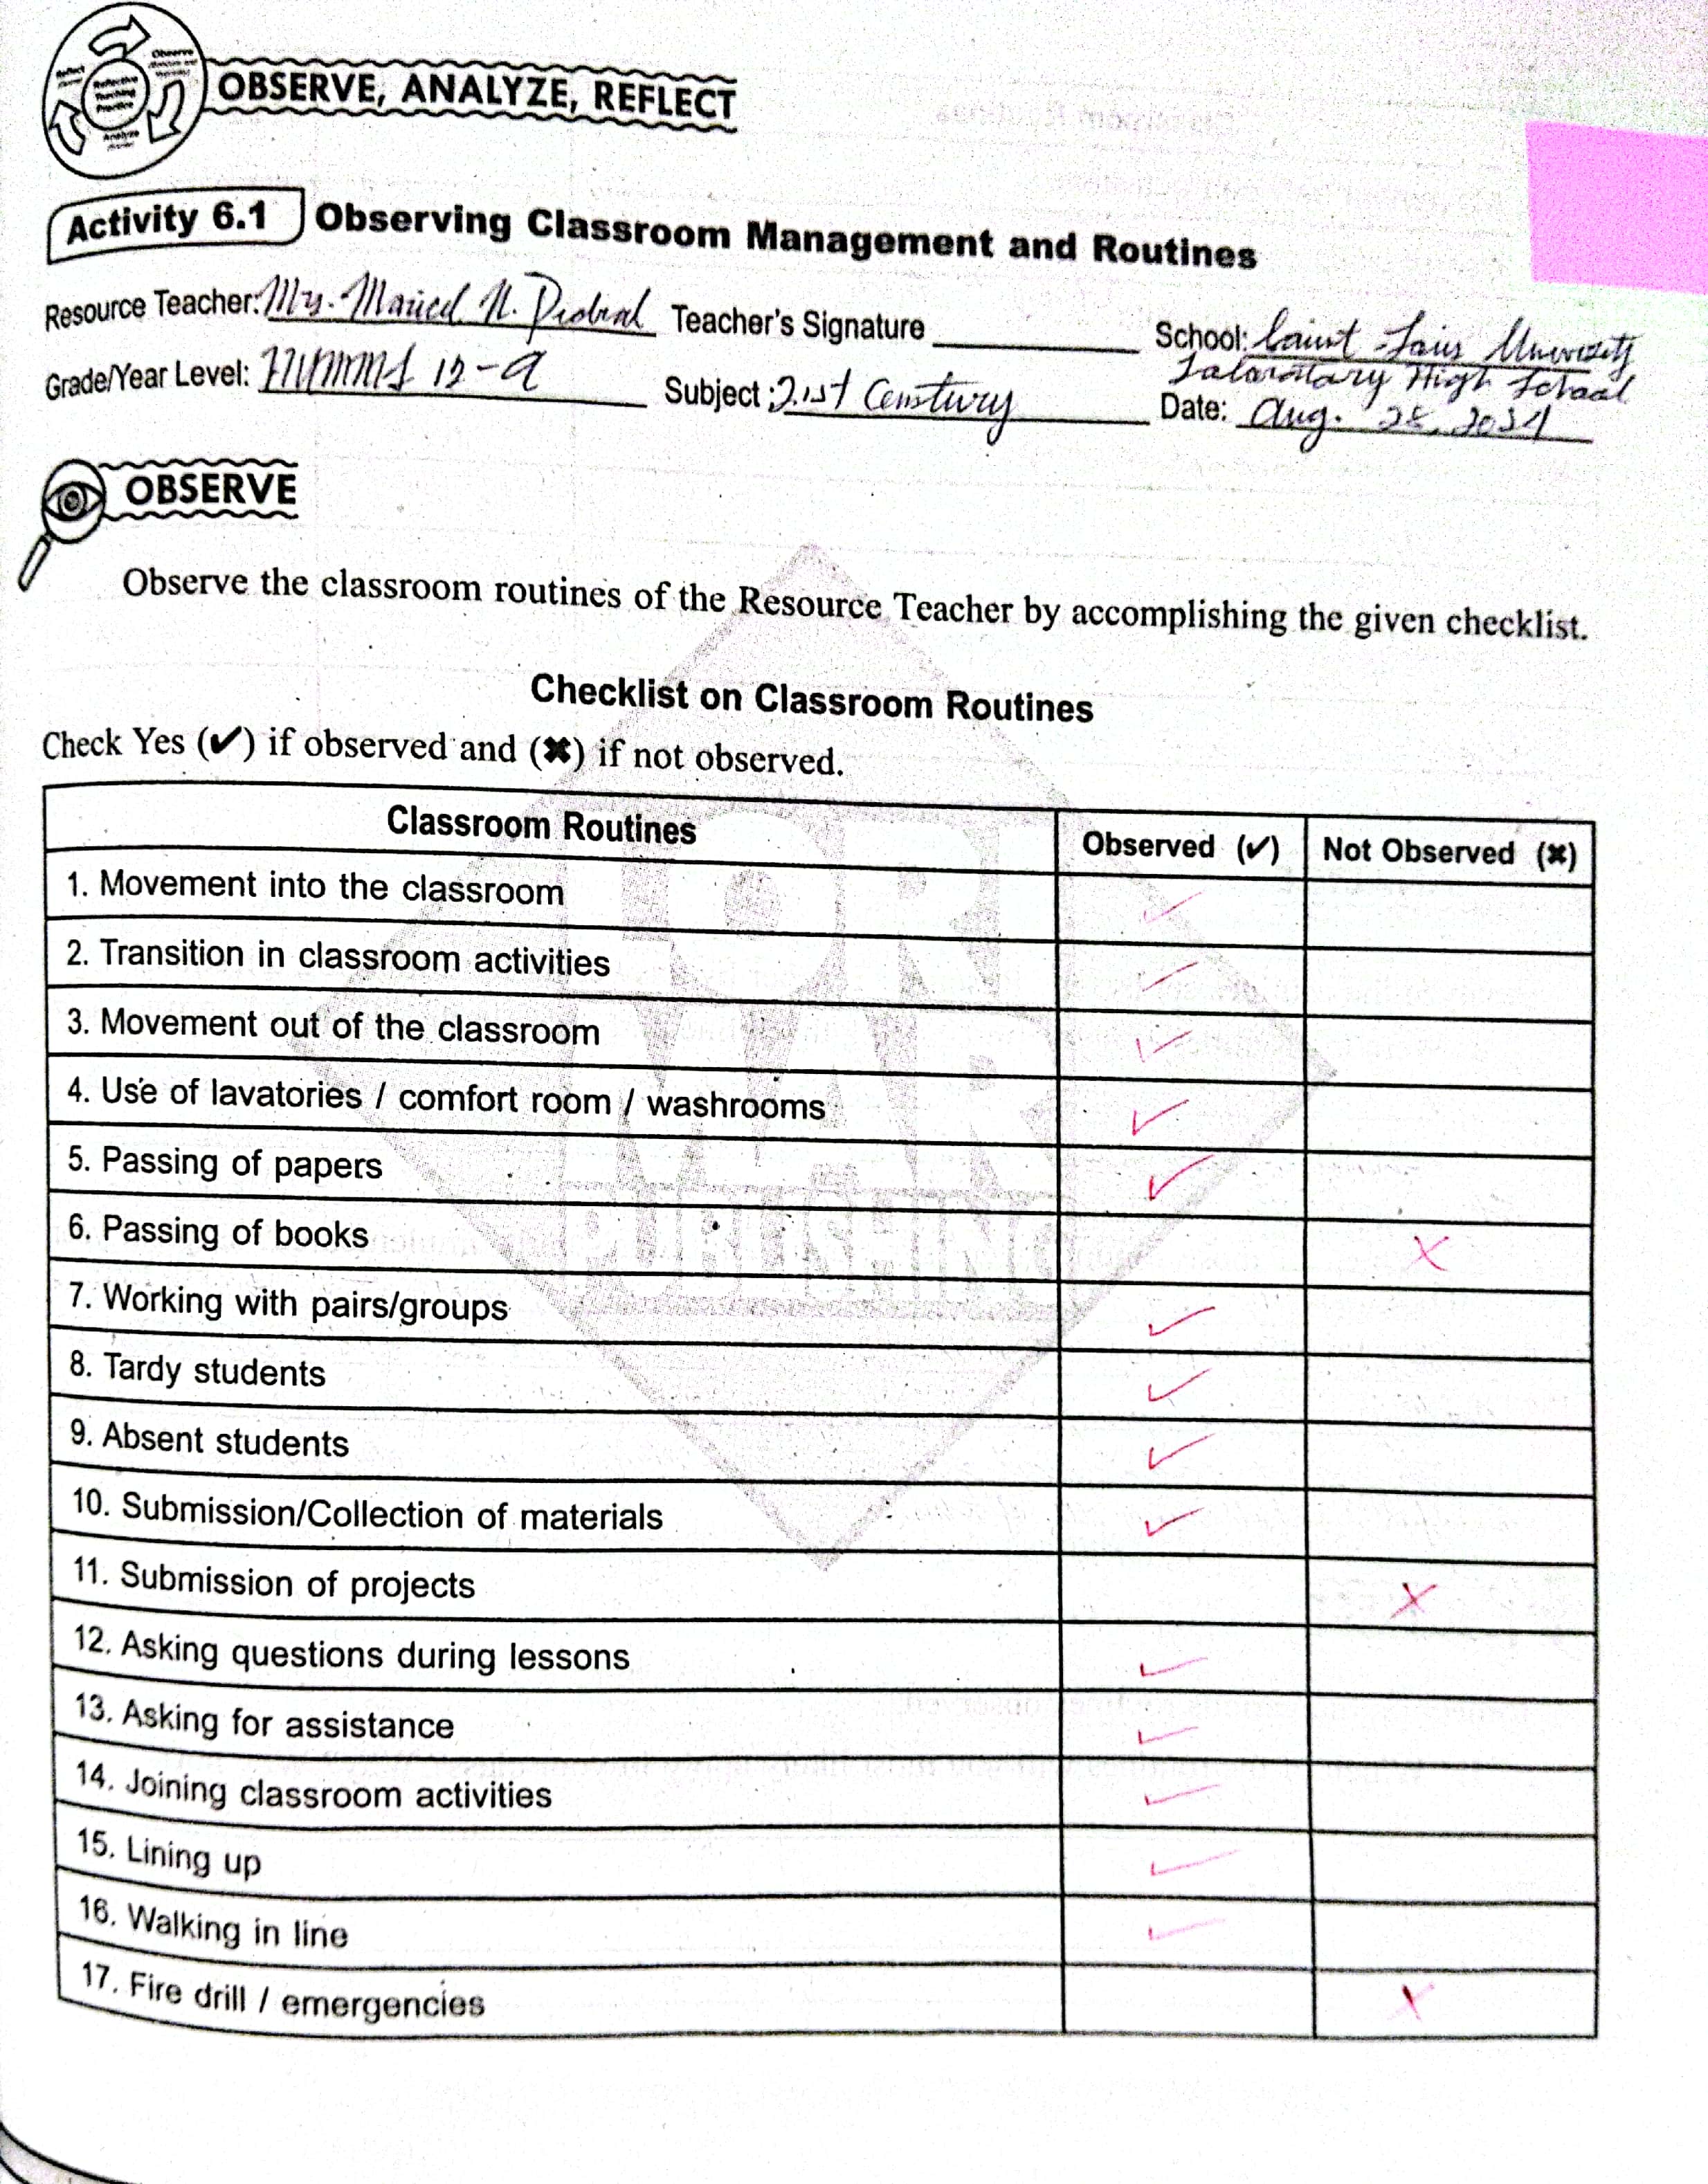 Reflect
Observe
Reflective
Teaching
Practice
Analyze
OBSERVE, ANALYZE, REFLECT
Activity 6.1 Observing Classroom Management and Routines
Resource Teacher: Mrs. Maricel N. Teacher's Signature School: Saint Louis University
Laboratory High School
Grade/Year Level: 12-A Subject: 21st Century Date: Aug. 28, 2024
OBSERVE
Observe the classroom routines of the Resource Teacher by accomplishing the given checklist.
Checklist on Classroom Routines
Check Yes (✔) if observed and (✖) if not observed.
Classroom Routines Observed (✔) Not Observed (✖)
1. Movement into the classroom ✓
2. Transition in classroom activities ✓
3. Movement out of the classroom ✓
4. Use of lavatories / comfort room / washrooms ✓
5. Passing of papers ✓
6. Passing of books ✗
7. Working with pairs/groups ✓
8. Tardy students ✓
9. Absent students ✓
10. Submission/Collection of materials ✓
11. Submission of projects ✗
12. Asking questions during lessons ✓
13. Asking for assistance ✓
14. Joining classroom activities ✓
15. Lining up ✓
16. Walking in line ✓
17. Fire drill / emergencies ✗
LORI
MAR
PUBLISHING